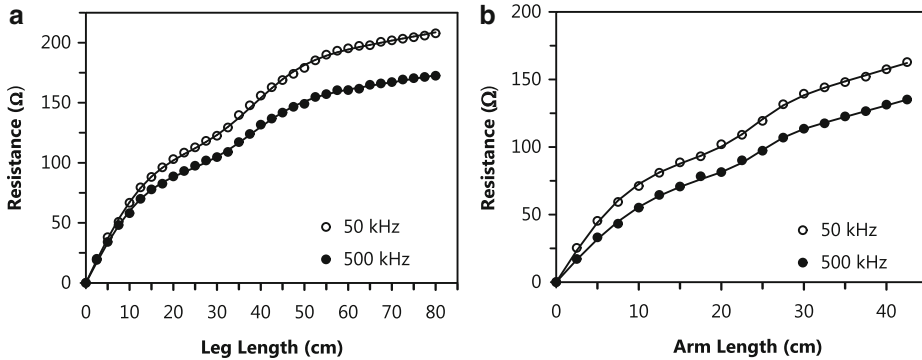 a
Resistance (Ω)
200
150
100
50
0
50 kHz
500 kHz
0 10 20 30 40 50 60 70 80
Leg Length (cm)
b
Resistance (Ω)
200
150
100
50
0
50 kHz
500 kHz
0 10 20 30 40
Arm Length (cm)